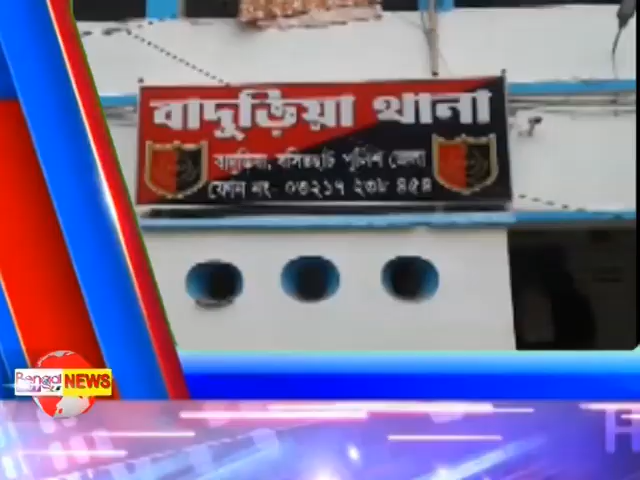 বাদুড়িয়া থানা
বাদুড়িয়া, বসিরহাট পুলিশ জেলা
ফোন নং- ০৩২১৭ ২৩৮ ৪৫৪
Bengal NEWS
H